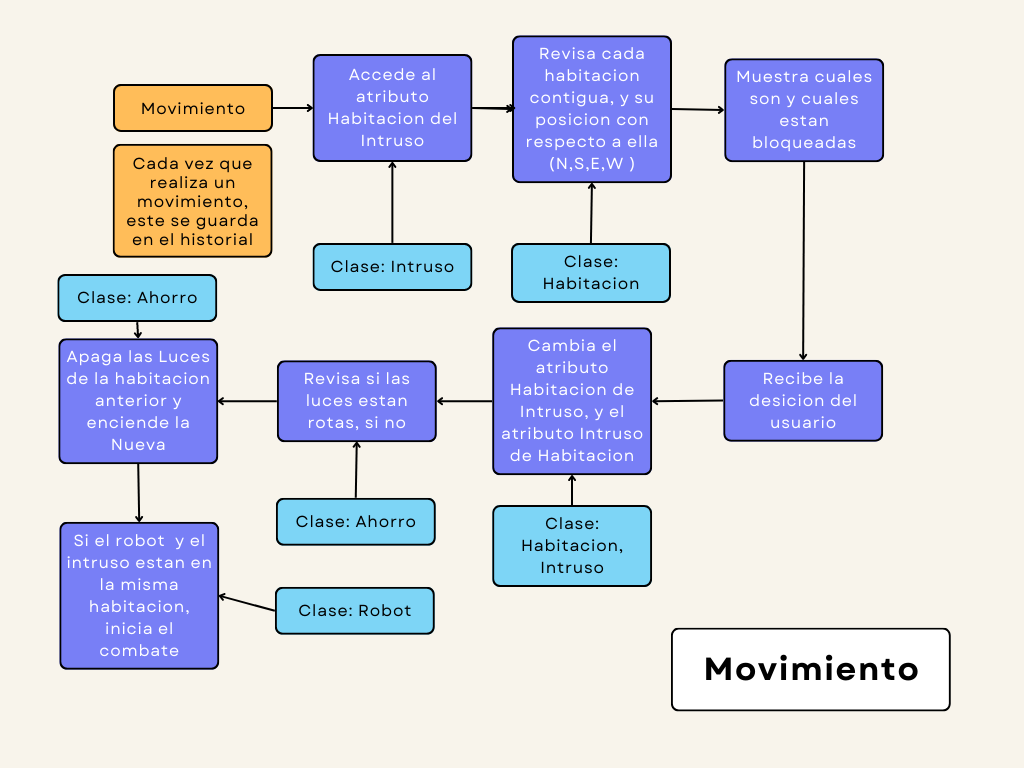 Movimiento
Cada vez que
realiza un
movimiento,
este se guarda
en el historial
Accede al
atributo
Habitacion del
Intruso
Clase: Intruso
Revisa cada
habitacion
contigua, y su
posicion con
respecto a ella
(N,S,E,W )
Clase:
Habitacion
Muestra cuales
son y cuales
estan
bloqueadas
Recibe la
desicion del
usuario
Cambia el
atributo
Habitacion de
Intruso, y el
atributo Intruso
de Habitacion
Clase:
Habitacion,
Intruso
Revisa si las
luces estan
rotas, si no
Clase: Ahorro
Clase: Ahorro
Apaga las Luces
de la habitacion
anterior y
enciende la
Nueva
Si el robot  y el
intruso estan en
la misma
habitacion,
inicia el
combate
Clase: Robot
Movimiento